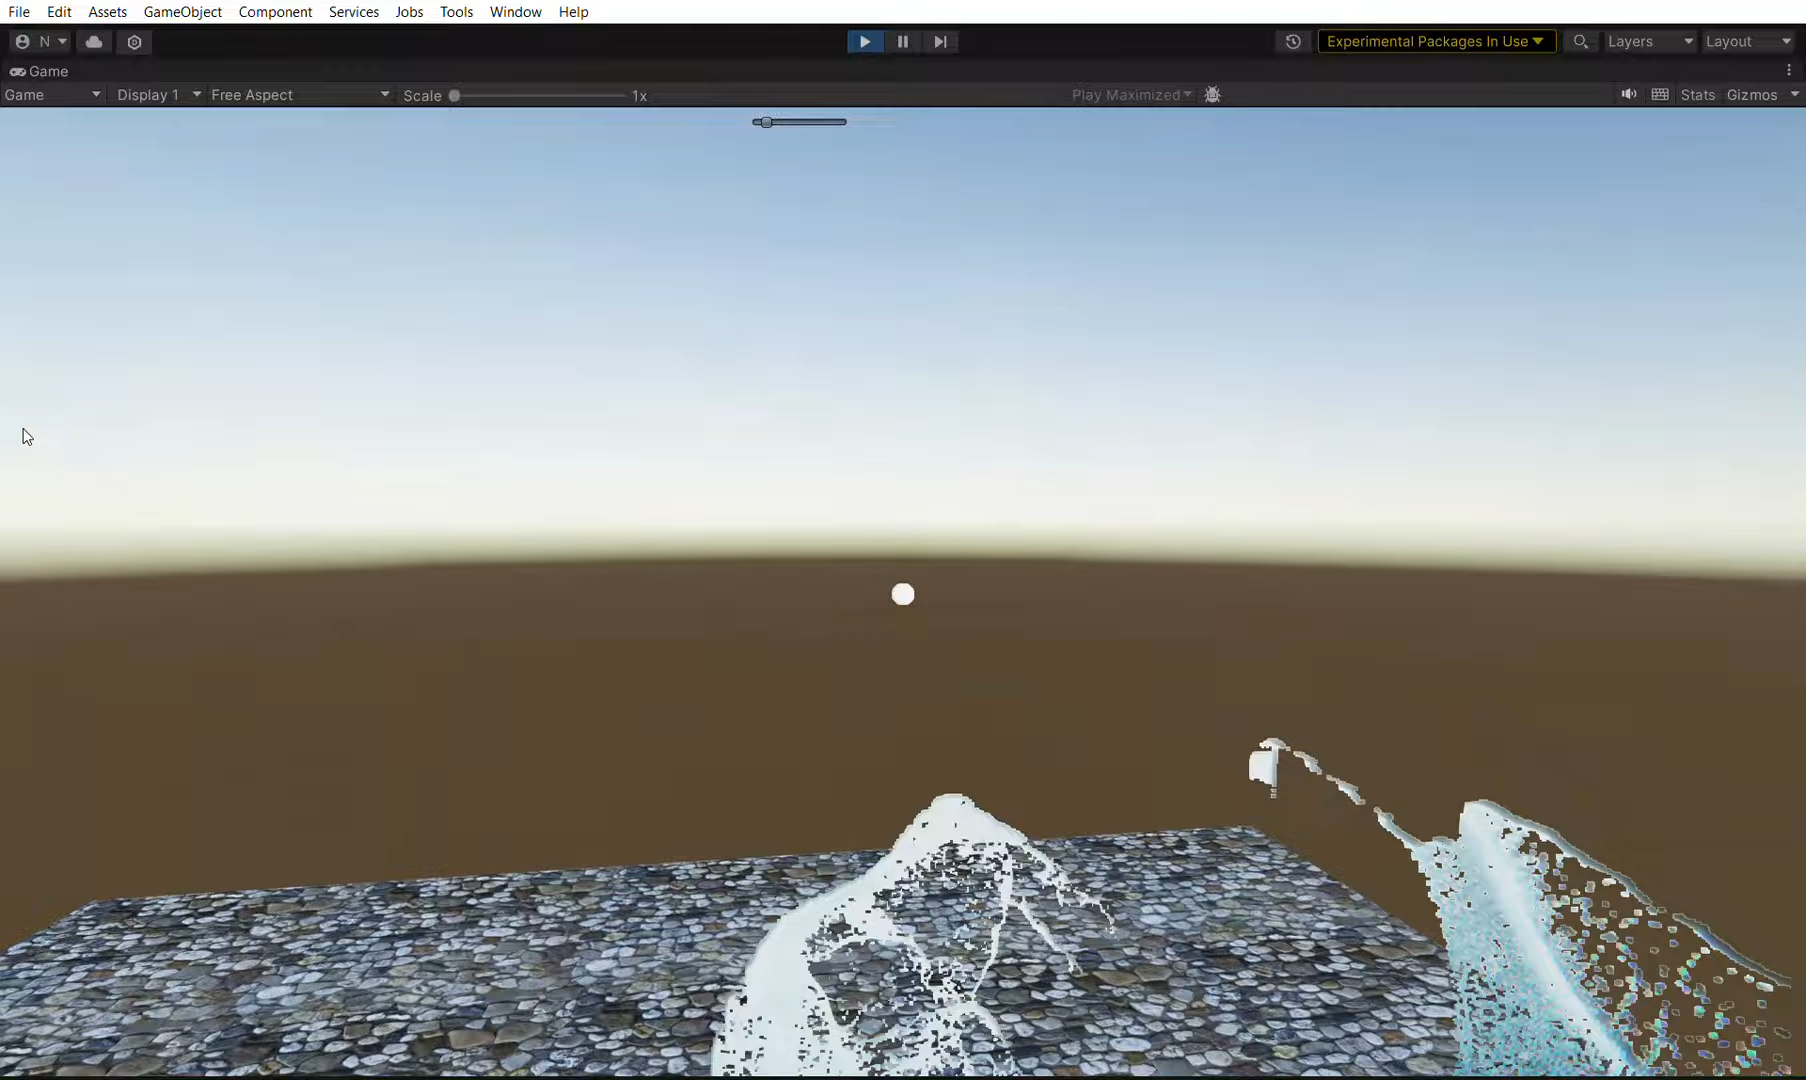 File Edit Assets GameObject Component Services Jobs Tools Window Help
N Experimental Packages In Use Layers Layout
Game
Game Display 1 Free Aspect Scale 1x Play Maximized Stats Gizmos